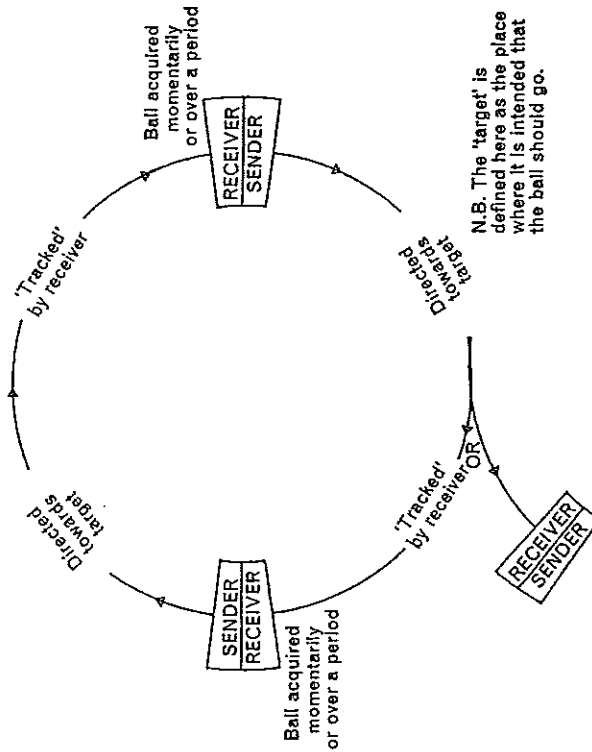 Ball acquired
momentarily
or over a period
RECEIVER
SENDER
'Tracked'
by receiver
Directed
towards
target
N.B. The 'target' is
defined here as the place
where it is intended that
the ball should go.
Directed
towards
target
SENDER
RECEIVER
Ball acquired
momentarily
or over a period
'Tracked'
by receiver
OR
RECEIVER
SENDER